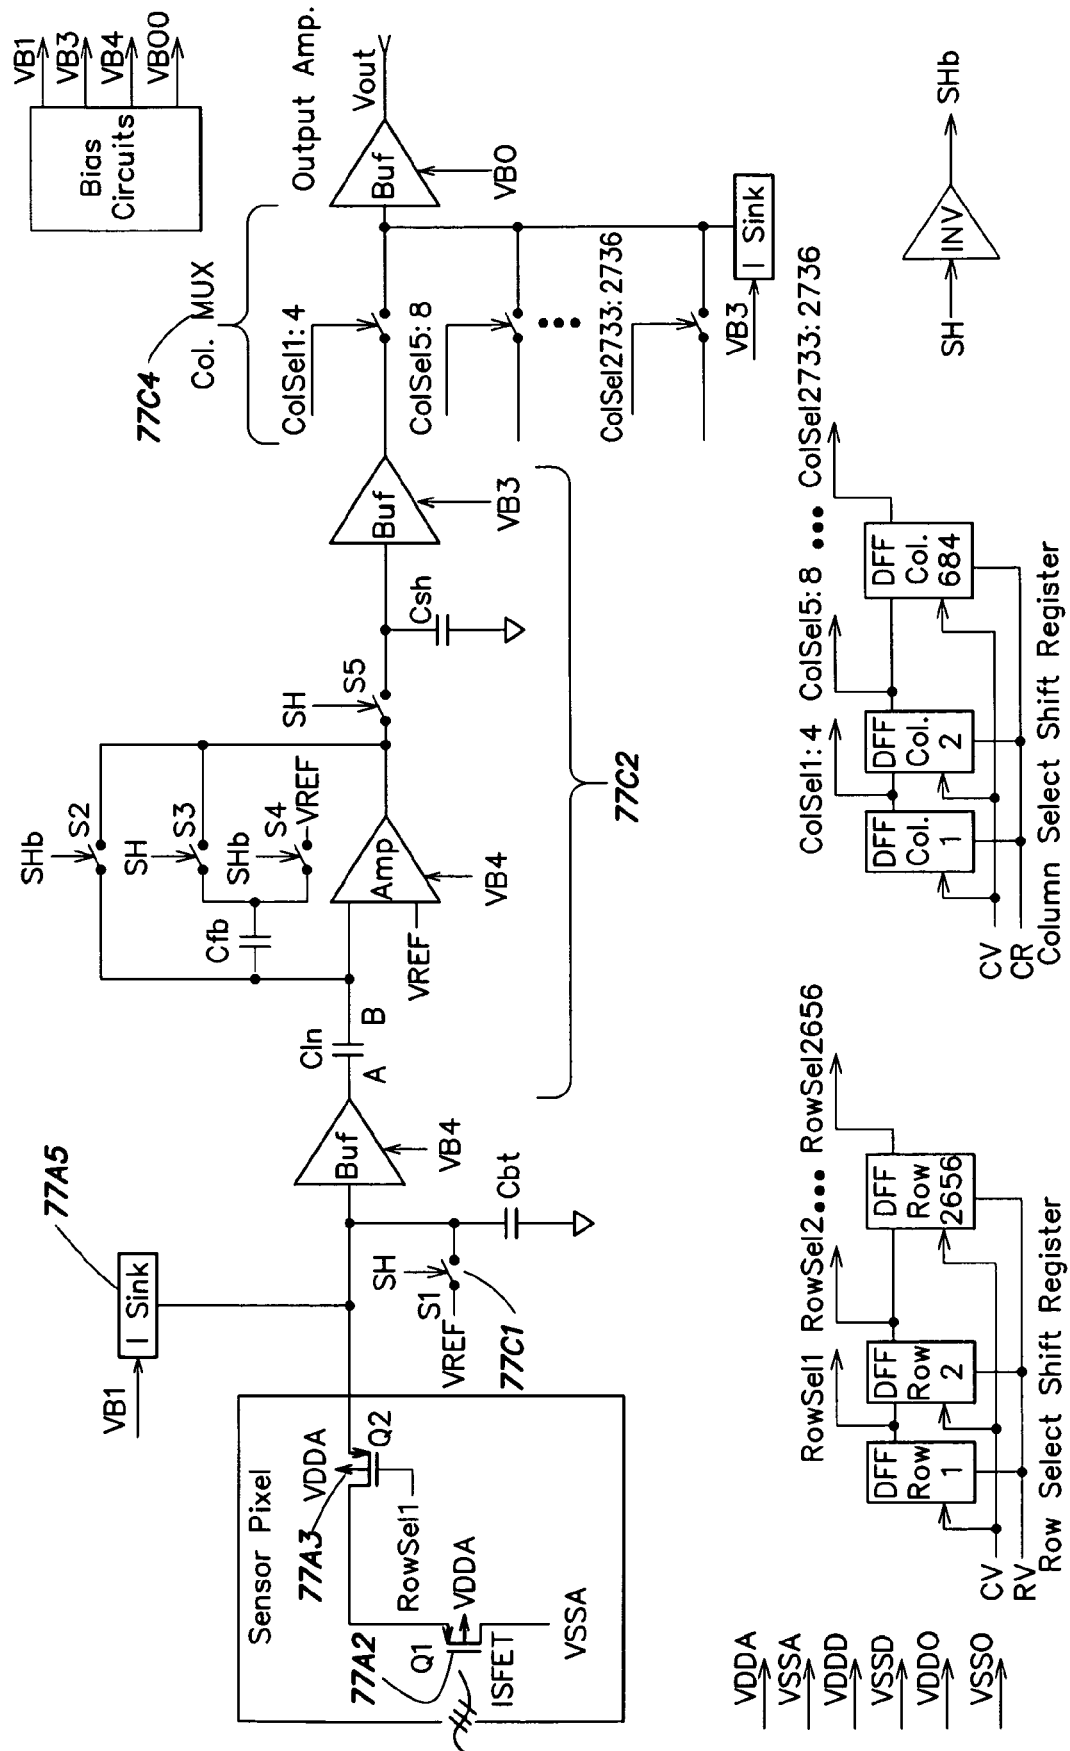 Bias
Circuits
VB1
VB3
VB4
VB00
Output Amp.
Vout
Buf
VB0
Col. MUX
77C4
ColSel1:4
ColSel5:8
ColSel2733:2736
VB3
I Sink
Buf
VB3
Csh
SH
S5
77C2
SHb
S2
SH
S3
SHb
S4
VREF
Cfb
Amp
VREF
VB4
CIn
A
B
Buf
VB4
Cbt
SH
S1
VREF
77C1
77A5
I Sink
VB1
Sensor Pixel
VDDA
Q2
77A3
RowSel1
VDDA
Q1
77A2
ISFET
VSSA
VDDA
VSSA
VDDD
VSSD
VDDO
VSSO
RowSel1
RowSel2
RowSel2656
DFF
Row
1
DFF
Row
2
DFF
Row
2656
CV
RV
Row Select Shift Register
ColSel1:4
ColSel5:8
ColSel2733:2736
DFF
Col.
1
DFF
Col.
2
DFF
Col.
684
CV
CR
Column Select Shift Register
SH
INV
SHb